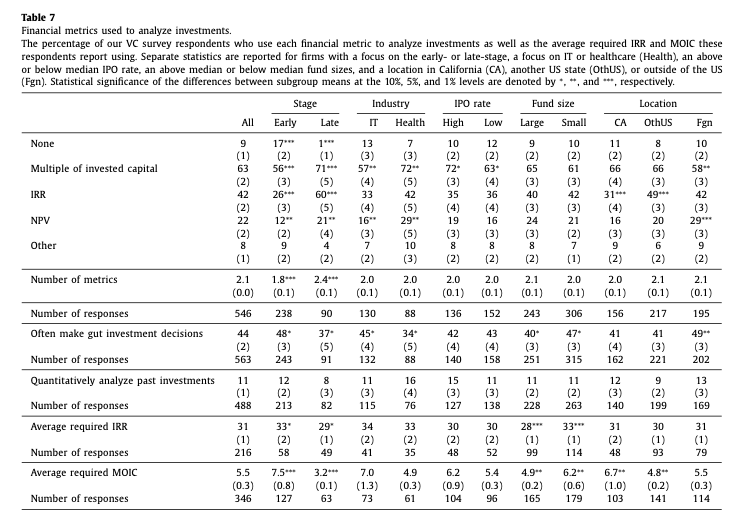 Table 7
Financial metrics used to analyze investments.
The percentage of our VC survey respondents who use each financial metric to analyze investments as well as the average required IRR and MOIC these
respondents report using. Separate statistics are reported for firms with a focus on the early- or late-stage, a focus on IT or healthcare (Health), an above
or below median IPO rate, an above median or below median fund sizes, and a location in California (CA), another US state (OthUS), or outside of the US
(Fgn). Statistical significance of the differences between subgroup means at the 10%, 5%, and 1% levels are denoted by *, **, and ***, respectively.
Stage Industry IPO rate Fund size Location
All Early Late IT Health High Low Large Small CA OthUS Fgn
None 9 17*** 1*** 13 7 10 12 9 10 11 8 10
(1) (2) (1) (3) (3) (2) (2) (2) (2) (2) (2) (2)
Multiple of invested capital 63 56*** 71*** 57** 72** 72* 63* 65 61 66 66 58**
(2) (3) (5) (4) (5) (4) (4) (3) (3) (4) (3) (3)
IRR 42 26*** 60*** 33 42 35 36 40 42 31*** 49*** 42
(2) (3) (5) (4) (5) (4) (4) (3) (3) (4) (3) (3)
NPV 22 12** 21** 16** 29** 19 16 24 21 16 20 29***
(2) (2) (4) (3) (5) (3) (3) (3) (2) (3) (3) (3)
Other 8 9 4 7 10 8 8 8 7 9 6 9
(1) (2) (2) (2) (3) (2) (2) (2) (1) (2) (2) (2)
Number of metrics 2.1 1.8*** 2.4*** 2.0 2.0 2.0 2.0 2.1 2.0 2.0 2.1 2.1
(0.0) (0.1) (0.1) (0.1) (0.1) (0.1) (0.1) (0.1) (0.1) (0.1) (0.1) (0.1)
Number of responses 546 238 90 130 88 136 152 243 306 156 217 195
Often make gut investment decisions 44 48* 37* 45* 34* 42 43 40* 47* 41 41 49**
(2) (3) (5) (4) (5) (4) (4) (3) (3) (4) (3) (3)
Number of responses 563 243 91 132 88 140 158 251 315 162 221 202
Quantitatively analyze past investments 11 12 8 11 16 15 11 11 11 12 9 13
(1) (2) (3) (3) (4) (3) (3) (2) (2) (3) (2) (3)
Number of responses 488 213 82 115 76 127 138 228 263 140 199 169
Average required IRR 31 33* 29* 34 33 30 30 28*** 33*** 31 30 31
(1) (2) (1) (2) (2) (2) (2) (1) (1) (2) (1) (1)
Number of responses 216 58 49 41 35 48 52 99 114 48 93 79
Average required MOIC 5.5 7.5*** 3.2*** 7.0 4.9 6.2 5.4 4.9** 6.2** 6.7** 4.8** 5.5
(0.3) (0.8) (0.1) (1.3) (0.3) (0.9) (0.3) (0.2) (0.6) (1.0) (0.2) (0.3)
Number of responses 346 127 63 73 61 104 96 165 179 103 141 114